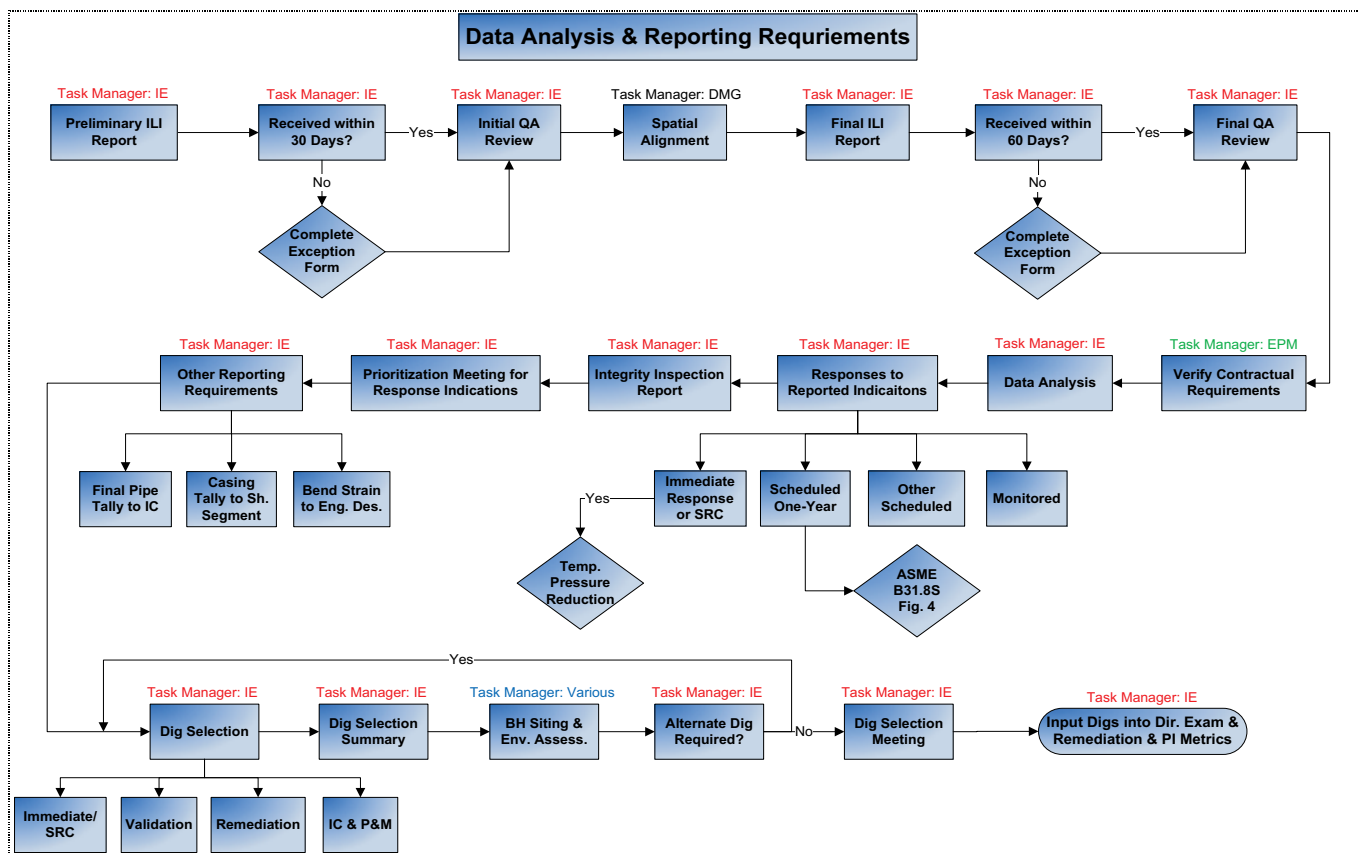 Data Analysis & Reporting Requriements
Task Manager: IE
Task Manager: IE
Task Manager: IE
Task Manager: DMG
Task Manager: IE
Task Manager: IE
Task Manager: IE
Preliminary ILI
Report
Received within
30 Days?
Yes
Initial QA
Review
Spatial
Alignment
Final ILI
Report
Received within
60 Days?
Yes
Final QA
Review
No
Complete
Exception
Form
No
Complete
Exception
Form
Task Manager: IE
Task Manager: IE
Task Manager: IE
Task Manager: IE
Task Manager: IE
Task Manager: EPM
Other Reporting
Requirements
Prioritization Meeting for
Response Indications
Integrity Inspection
Report
Responses to
Reported Indicaitons
Data Analysis
Verify Contractual
Requirements
Final Pipe
Tally to IC
Casing
Tally to Sh.
Segment
Bend Strain
to Eng. Des.
Yes
Immediate
Response
or SRC
Scheduled
One-Year
Other
Scheduled
Monitored
Temp.
Pressure
Reduction
ASME
B31.8S
Fig. 4
Yes
Task Manager: IE
Task Manager: IE
Task Manager: Various
Task Manager: IE
Task Manager: IE
Task Manager: IE
Dig Selection
Dig Selection
Summary
BH Siting &
Env. Assess.
Alternate Dig
Required?
No
Dig Selection
Meeting
Input Digs into Dir. Exam &
Remediation & PI Metrics
Immediate/
SRC
Validation
Remediation
IC & P&M